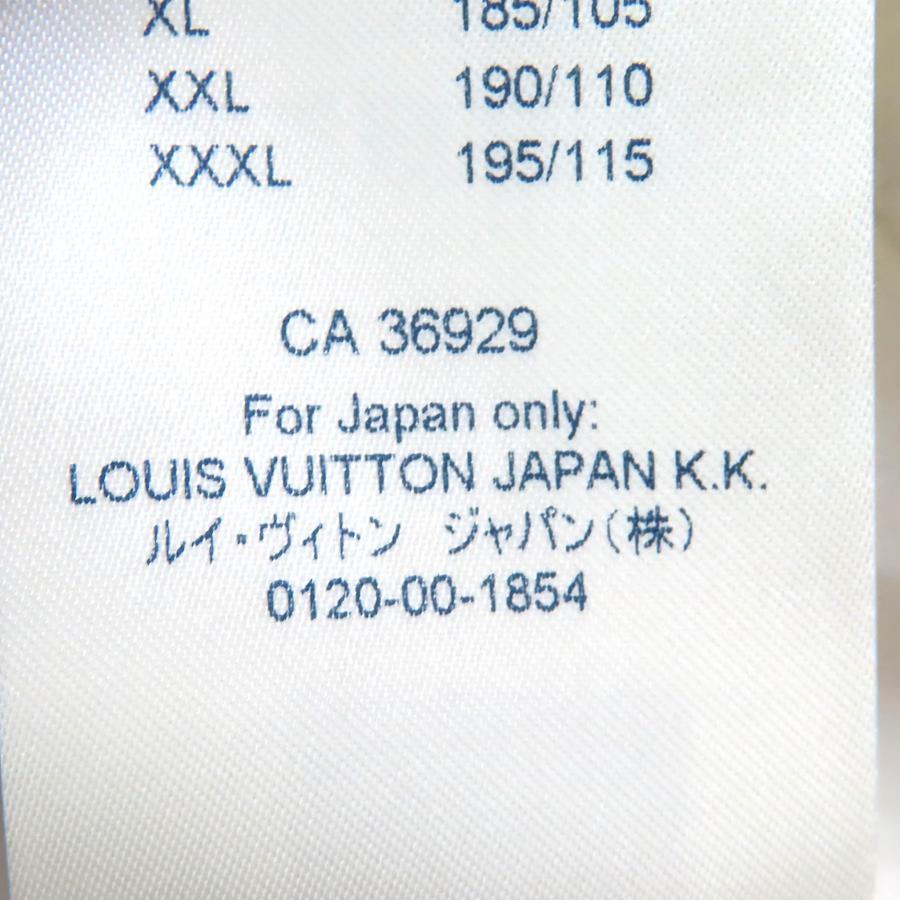 XL 185/105
XXL 190/110
XXXL 195/115
CA 36929
For Japan only:
LOUIS VUITTON JAPAN K.K.
ルイ・ヴィトン ジャパン(株)
0120-00-1854